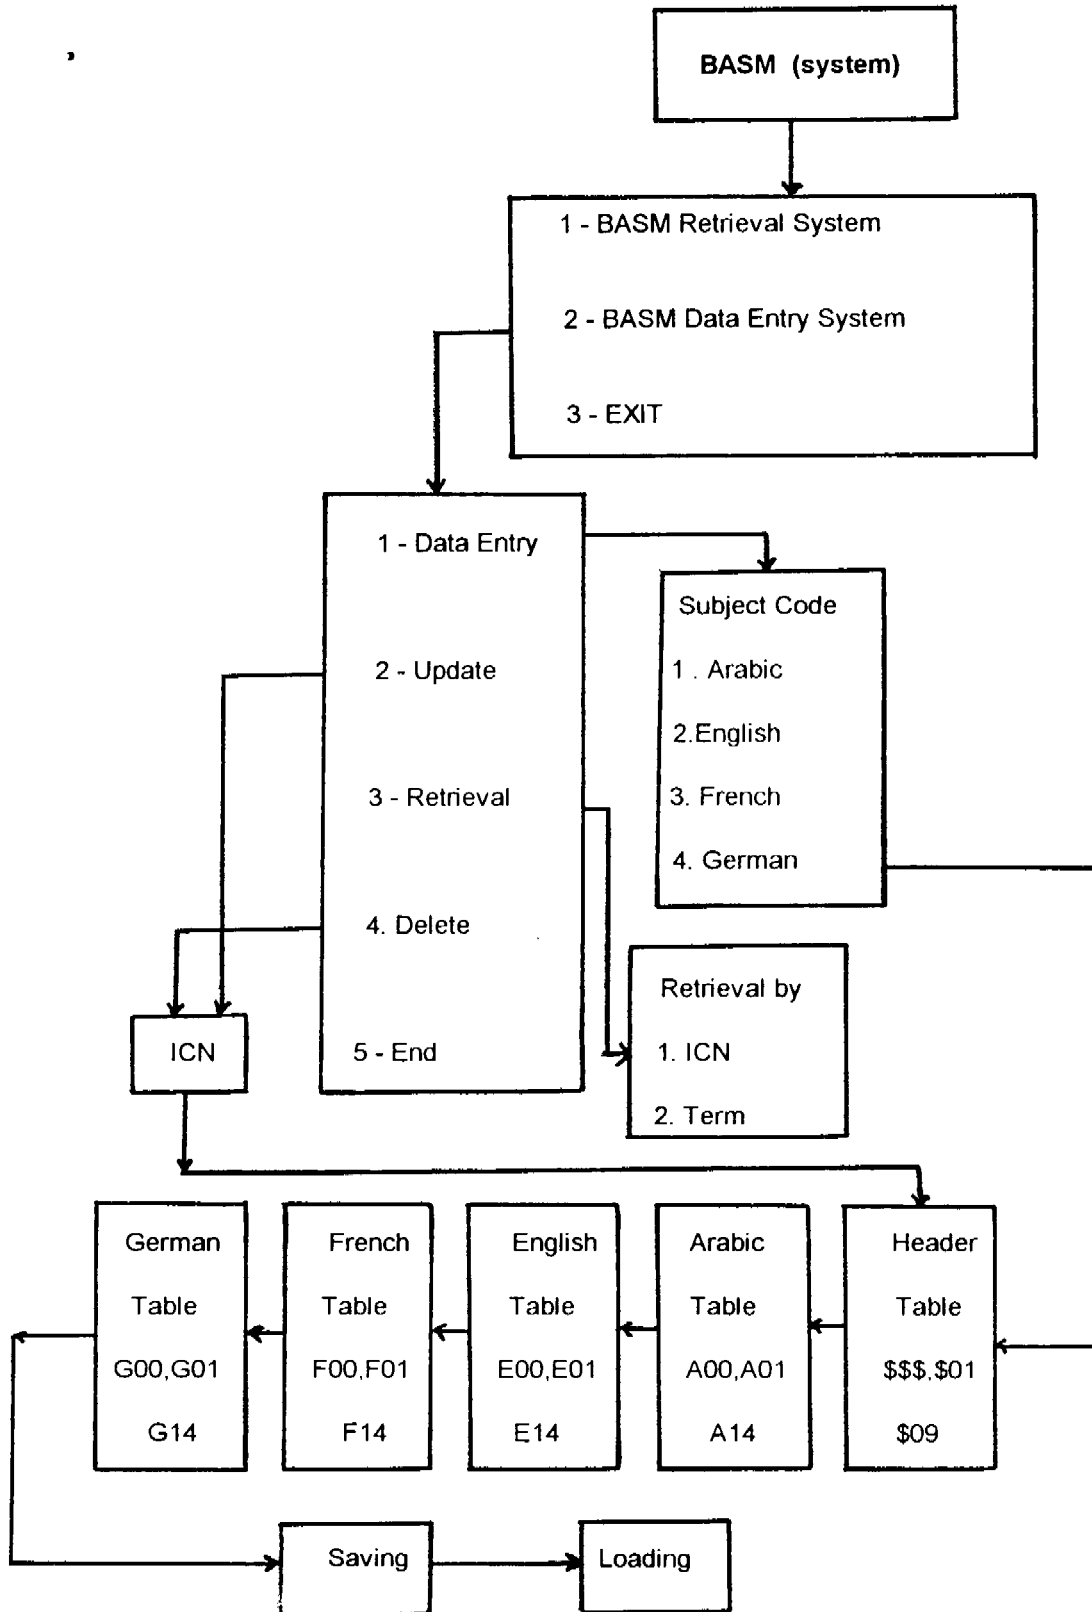 BASM (system)
1 - BASM Retrieval System
2 - BASM Data Entry System
3 - EXIT
1 - Data Entry
2 - Update
3 - Retrieval
4. Delete
5 - End
Subject Code
1 . Arabic
2.English
3. French
4. German
Retrieval by
1. ICN
2. Term
ICN
German
Table
G00,G01
G14
French
Table
F00,F01
F14
English
Table
E00,E01
E14
Arabic
Table
A00,A01
A14
Header
Table
$$$,$01
$09
Saving
Loading